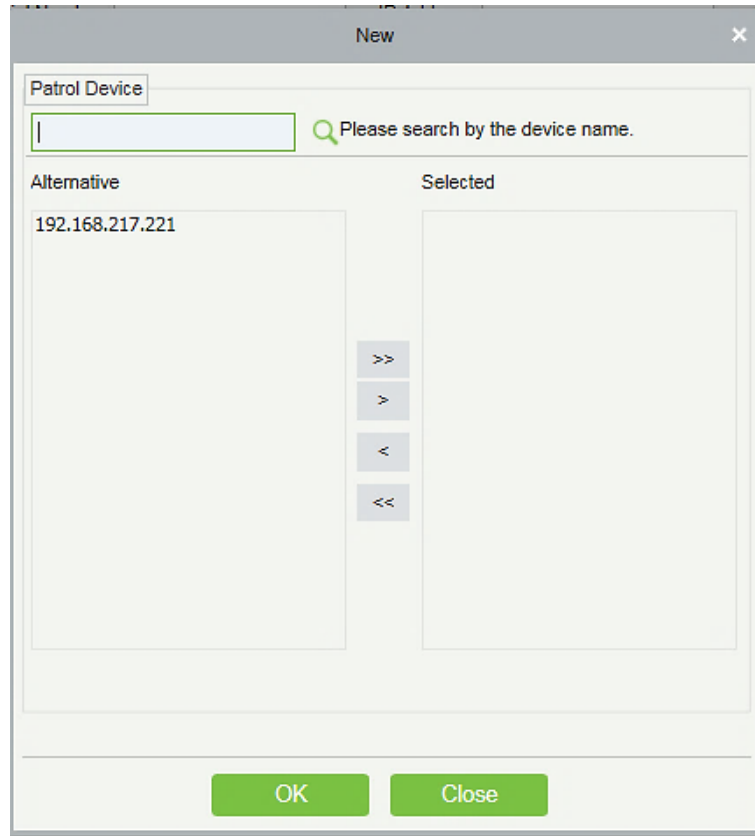 New
×
Patrol Device
Please search by the device name.
Alternative
Selected
192.168.217.221
>>
>
<
<<
OK
Close